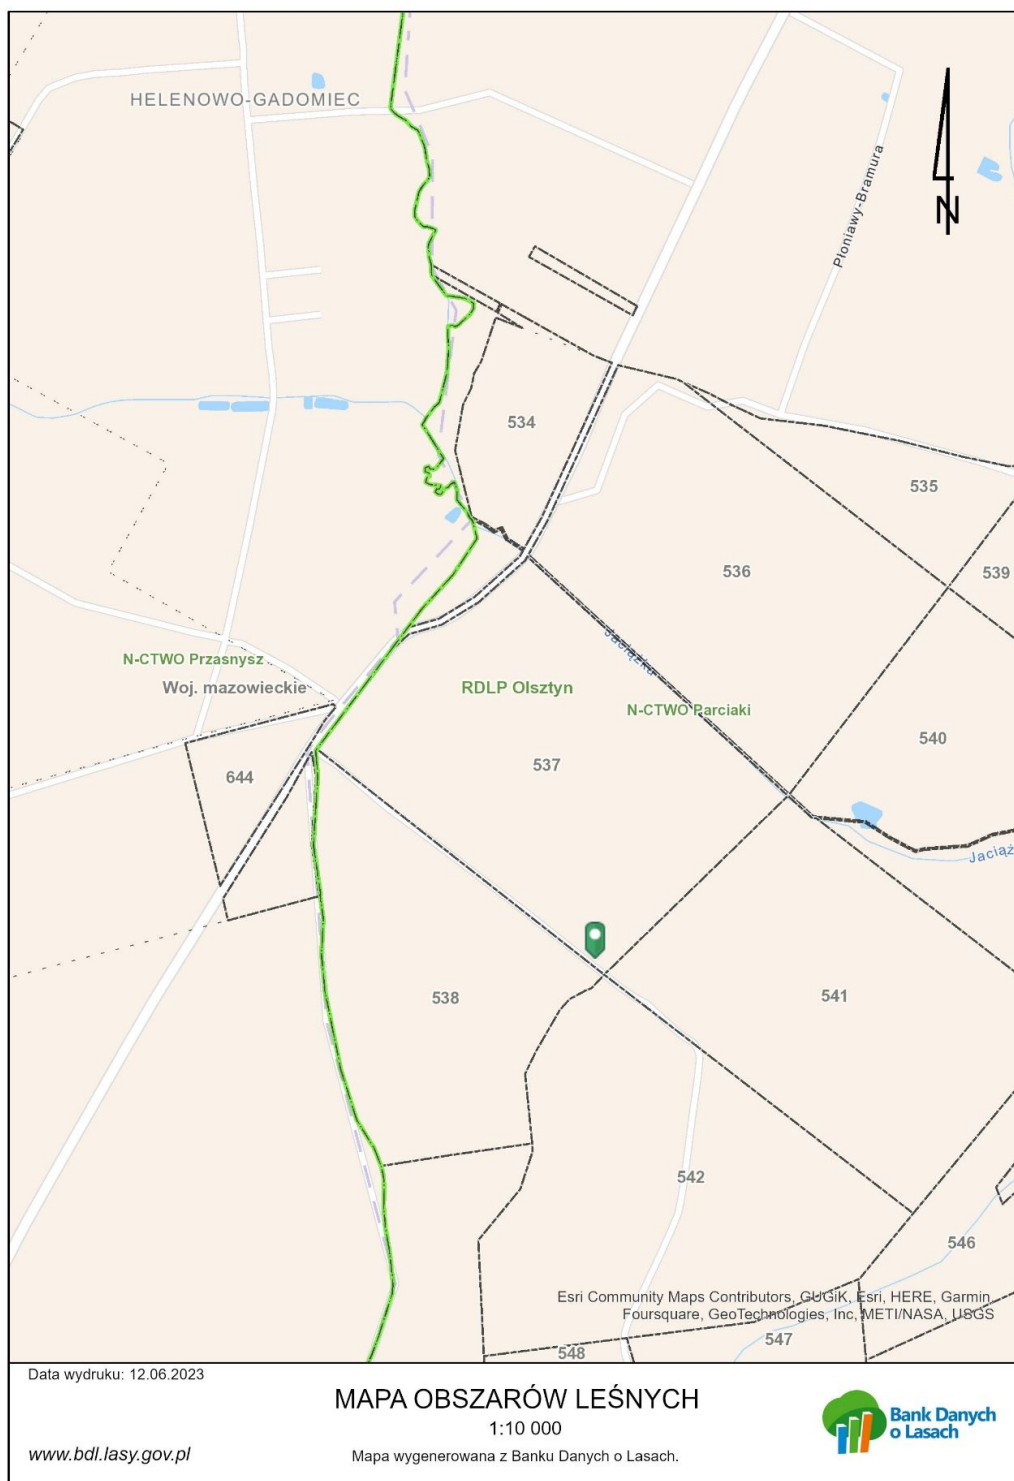 HELENOWO-GADOMIEC
Płoniawy-Bramura
N
534
535
536
539
Jaciążka
N-CTWO Przasnysz
Woj. mazowieckie
RDLP Olsztyn
N-CTWO Parciaki
540
537
644
Jaciąż
538
541
542
546
Esri Community Maps Contributors, GUGiK, Esri, HERE, Garmin,
Foursquare, GeoTechnologies, Inc, METI/NASA, USGS
547
548
Data wydruku: 12.06.2023
MAPA OBSZARÓW LEŚNYCH
1:10 000
www.bdl.lasy.gov.pl
Mapa wygenerowana z Banku Danych o Lasach.
Bank Danych
o Lasach